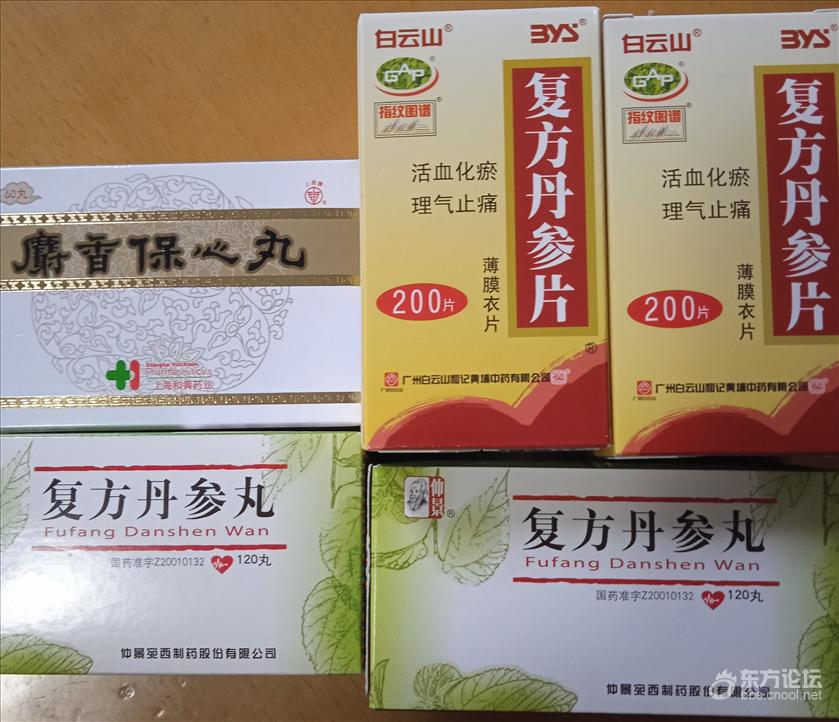 60丸
上药牌
麝香保心丸
Shanghai Hutchison
Pharmaceuticals
上海和黄药业
白云山®
BYS®
GAP®
指纹图谱®
活血化瘀
理气止痛
复方丹参片
薄膜衣片
200片
®
广州白云山和记黄埔中药有限公司
白云山®
BYS®
GAP®
指纹图谱®
活血化瘀
理气止痛
复方丹参片
薄膜衣片
200片
广州白云山和记黄埔中药有限公司
复方丹参丸
Fufang Danshen Wan
国药准字Z20010132 120丸
仲景宛西制药股份有限公司
仲景®
复方丹参丸
Fufang Danshen Wan
国药准字Z20010132 120丸
仲景宛西制药股份有限公司
东方论坛
bbs.cnool.net